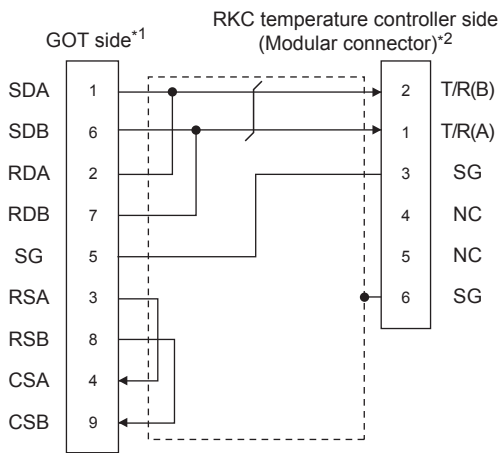 RKC temperature controller side
GOT side*1 (Modular connector)*2
SDA 1 2 T/R(B)
SDB 6 1 T/R(A)
RDA 2 3 SG
RDB 7 4 NC
SG 5 5 NC
RSA 3 6 SG
RSB 8
CSA 4
CSB 9